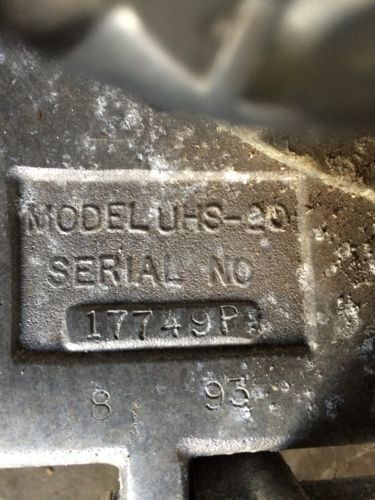 MODEL UHS-20
SERIAL NO
17749P
8 93